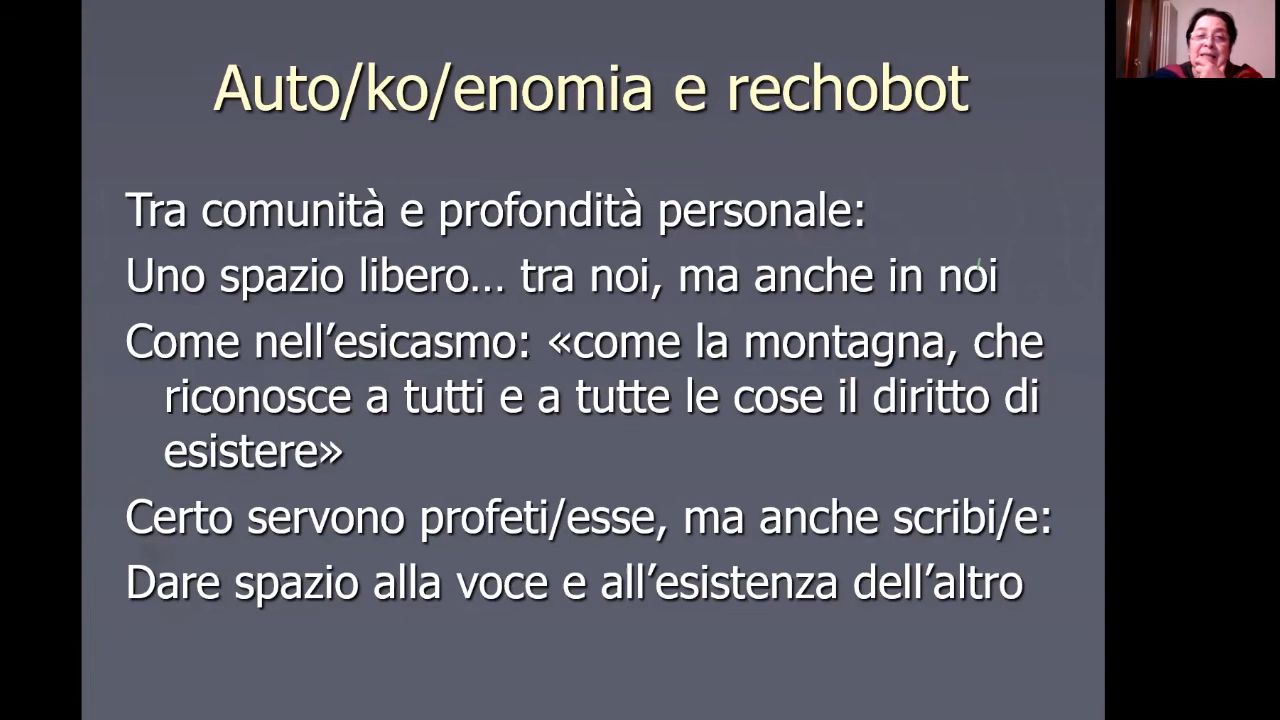 Auto/ko/enomia e rechobot
Tra comunità e profondità personale:
Uno spazio libero… tra noi, ma anche in noi
Come nell’esicasmo: «come la montagna, che
riconosce a tutti e a tutte le cose il diritto di
esistere»
Certo servono profeti/esse, ma anche scribi/e:
Dare spazio alla voce e all’esistenza dell’altro